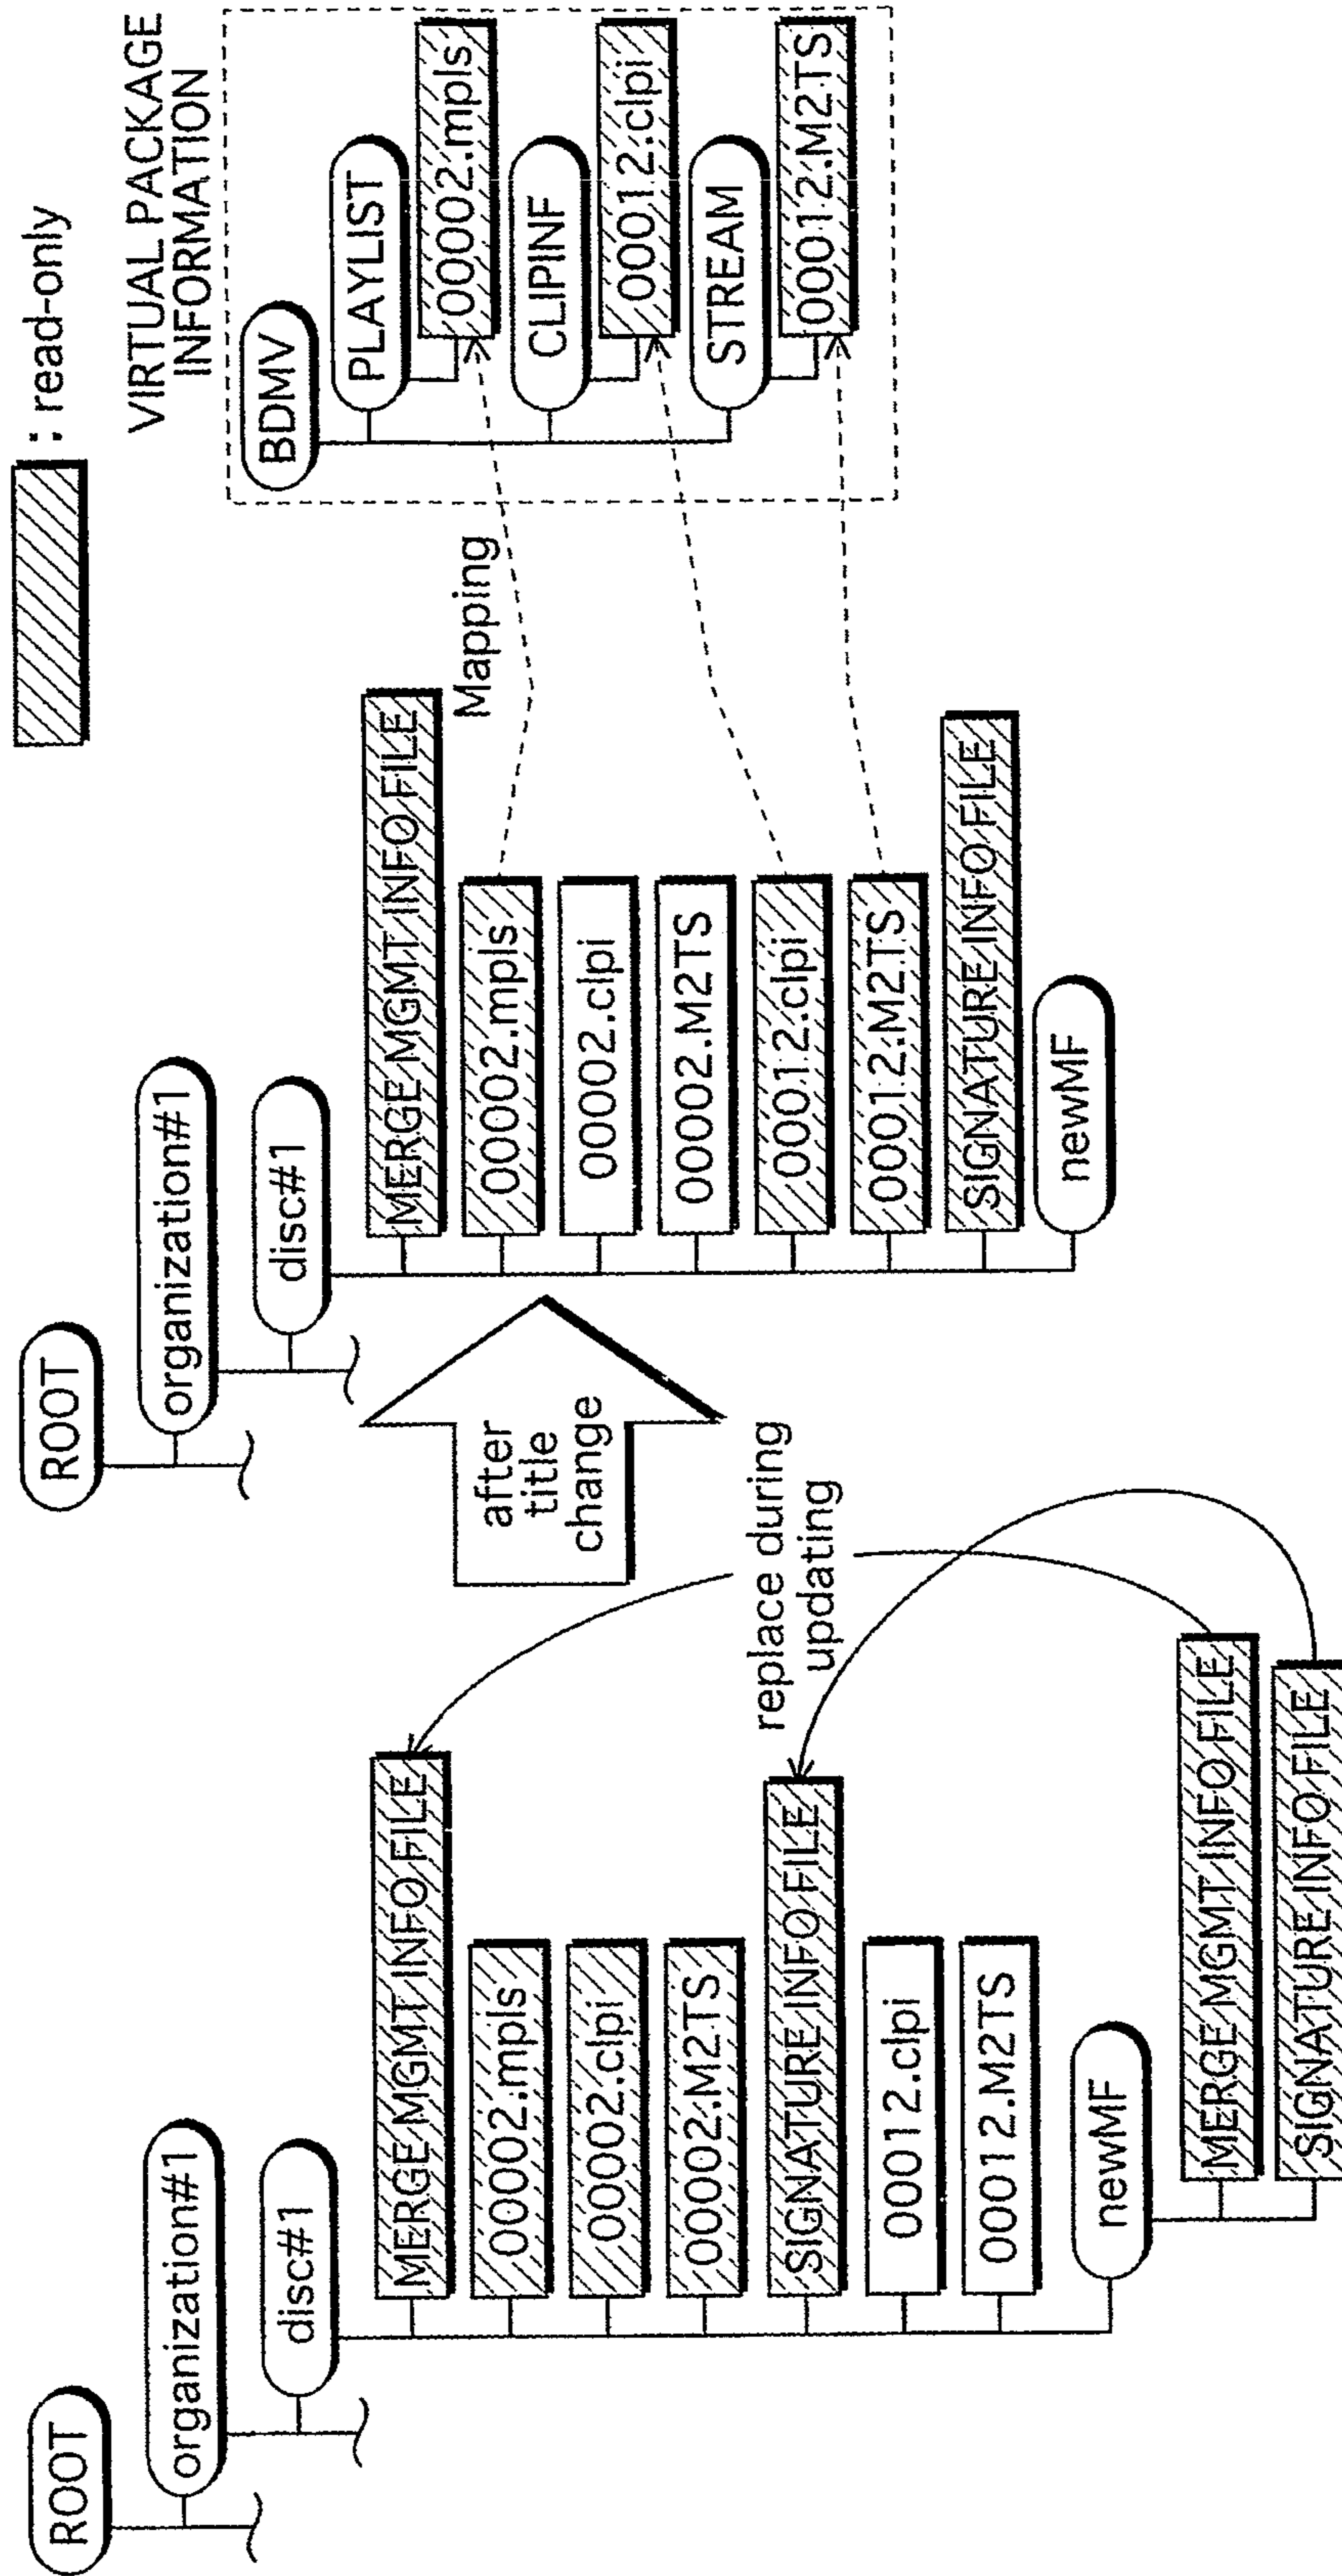 : read-only
ROOT
organization#1
disc#1
MERGE MGMT INFO FILE
00002.mpls
00002.clpi
00002.M2TS
SIGNATURE INFO FILE
00012.clpi
00012.M2TS
newMF
MERGE MGMT INFO FILE
SIGNATURE INFO FILE
replace during
updating
after
title
change
ROOT
organization#1
disc#1
MERGE MGMT INFO FILE
00002.mpls
00002.clpi
00002.M2TS
00012.clpi
00012.M2TS
SIGNATURE INFO FILE
newMF
Mapping
VIRTUAL PACKAGE
INFORMATION
BDMV
PLAYLIST
00002.mpls
CLIPINF
00012.clpi
STREAM
00012.M2TS